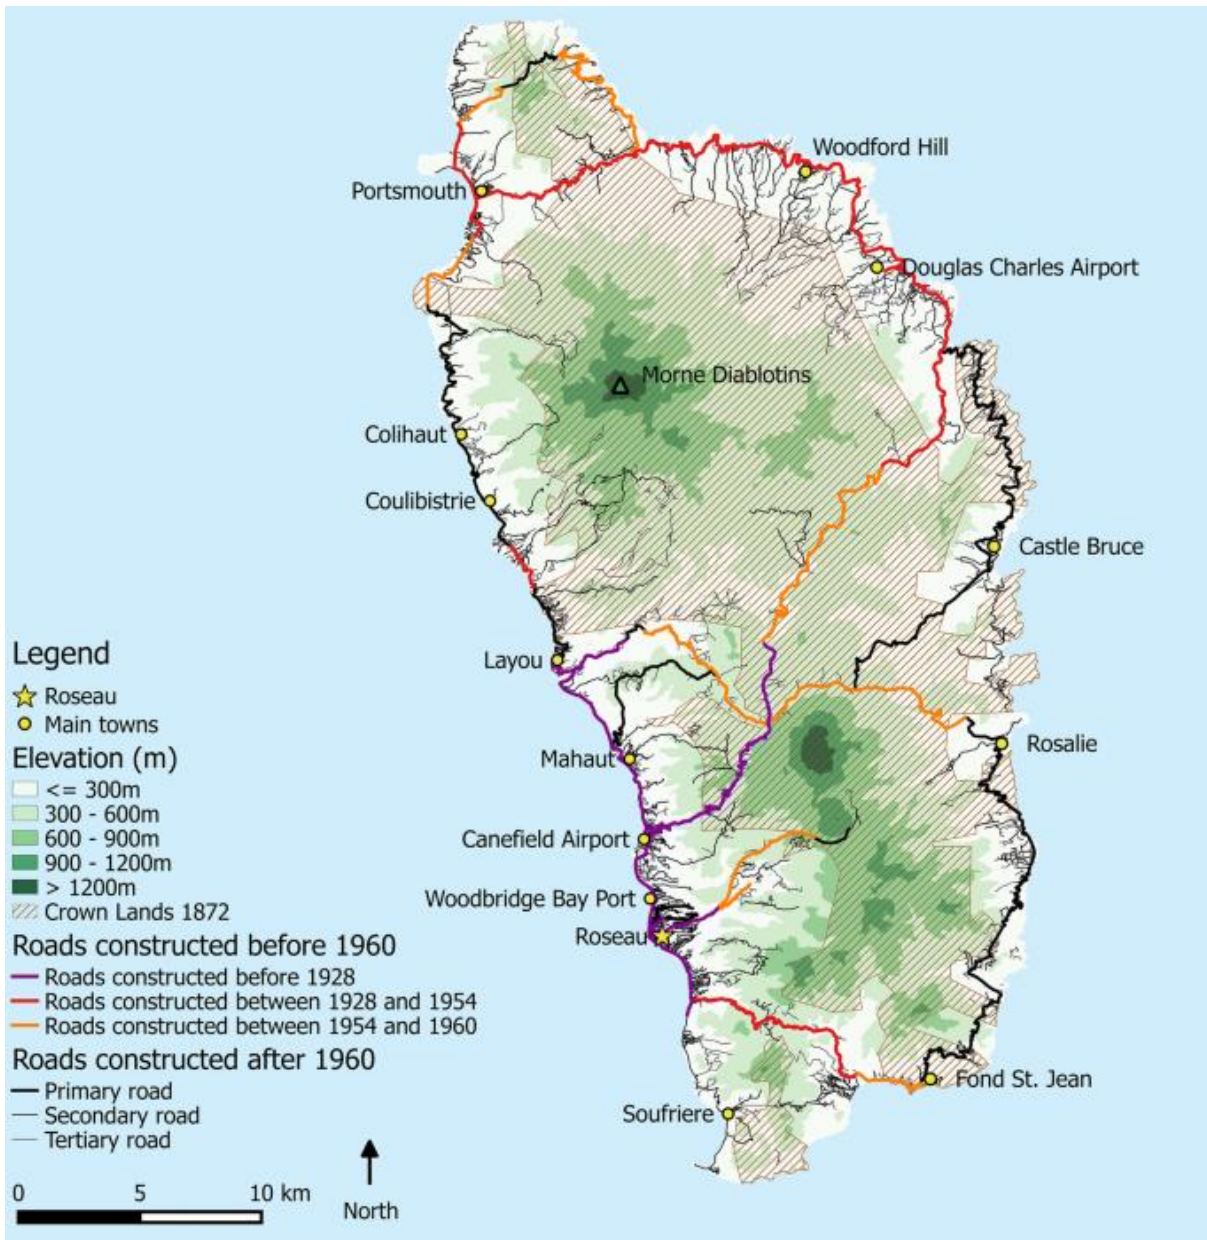 Woodford Hill
Portsmouth
Douglas Charles Airport
Morne Diablotins
Colihaut
Coulibistrie
Castle Bruce
Layou
Rosalie
Mahaut
Canefield Airport
Woodbridge Bay Port
Roseau
Fond St. Jean
Soufriere
Legend
Roseau
Main towns
Elevation (m)
<= 300m
300 - 600m
600 - 900m
900 - 1200m
> 1200m
Crown Lands 1872
Roads constructed before 1960
Roads constructed before 1928
Roads constructed between 1928 and 1954
Roads constructed between 1954 and 1960
Roads constructed after 1960
Primary road
Secondary road
Tertiary road
0 5 10 km
North